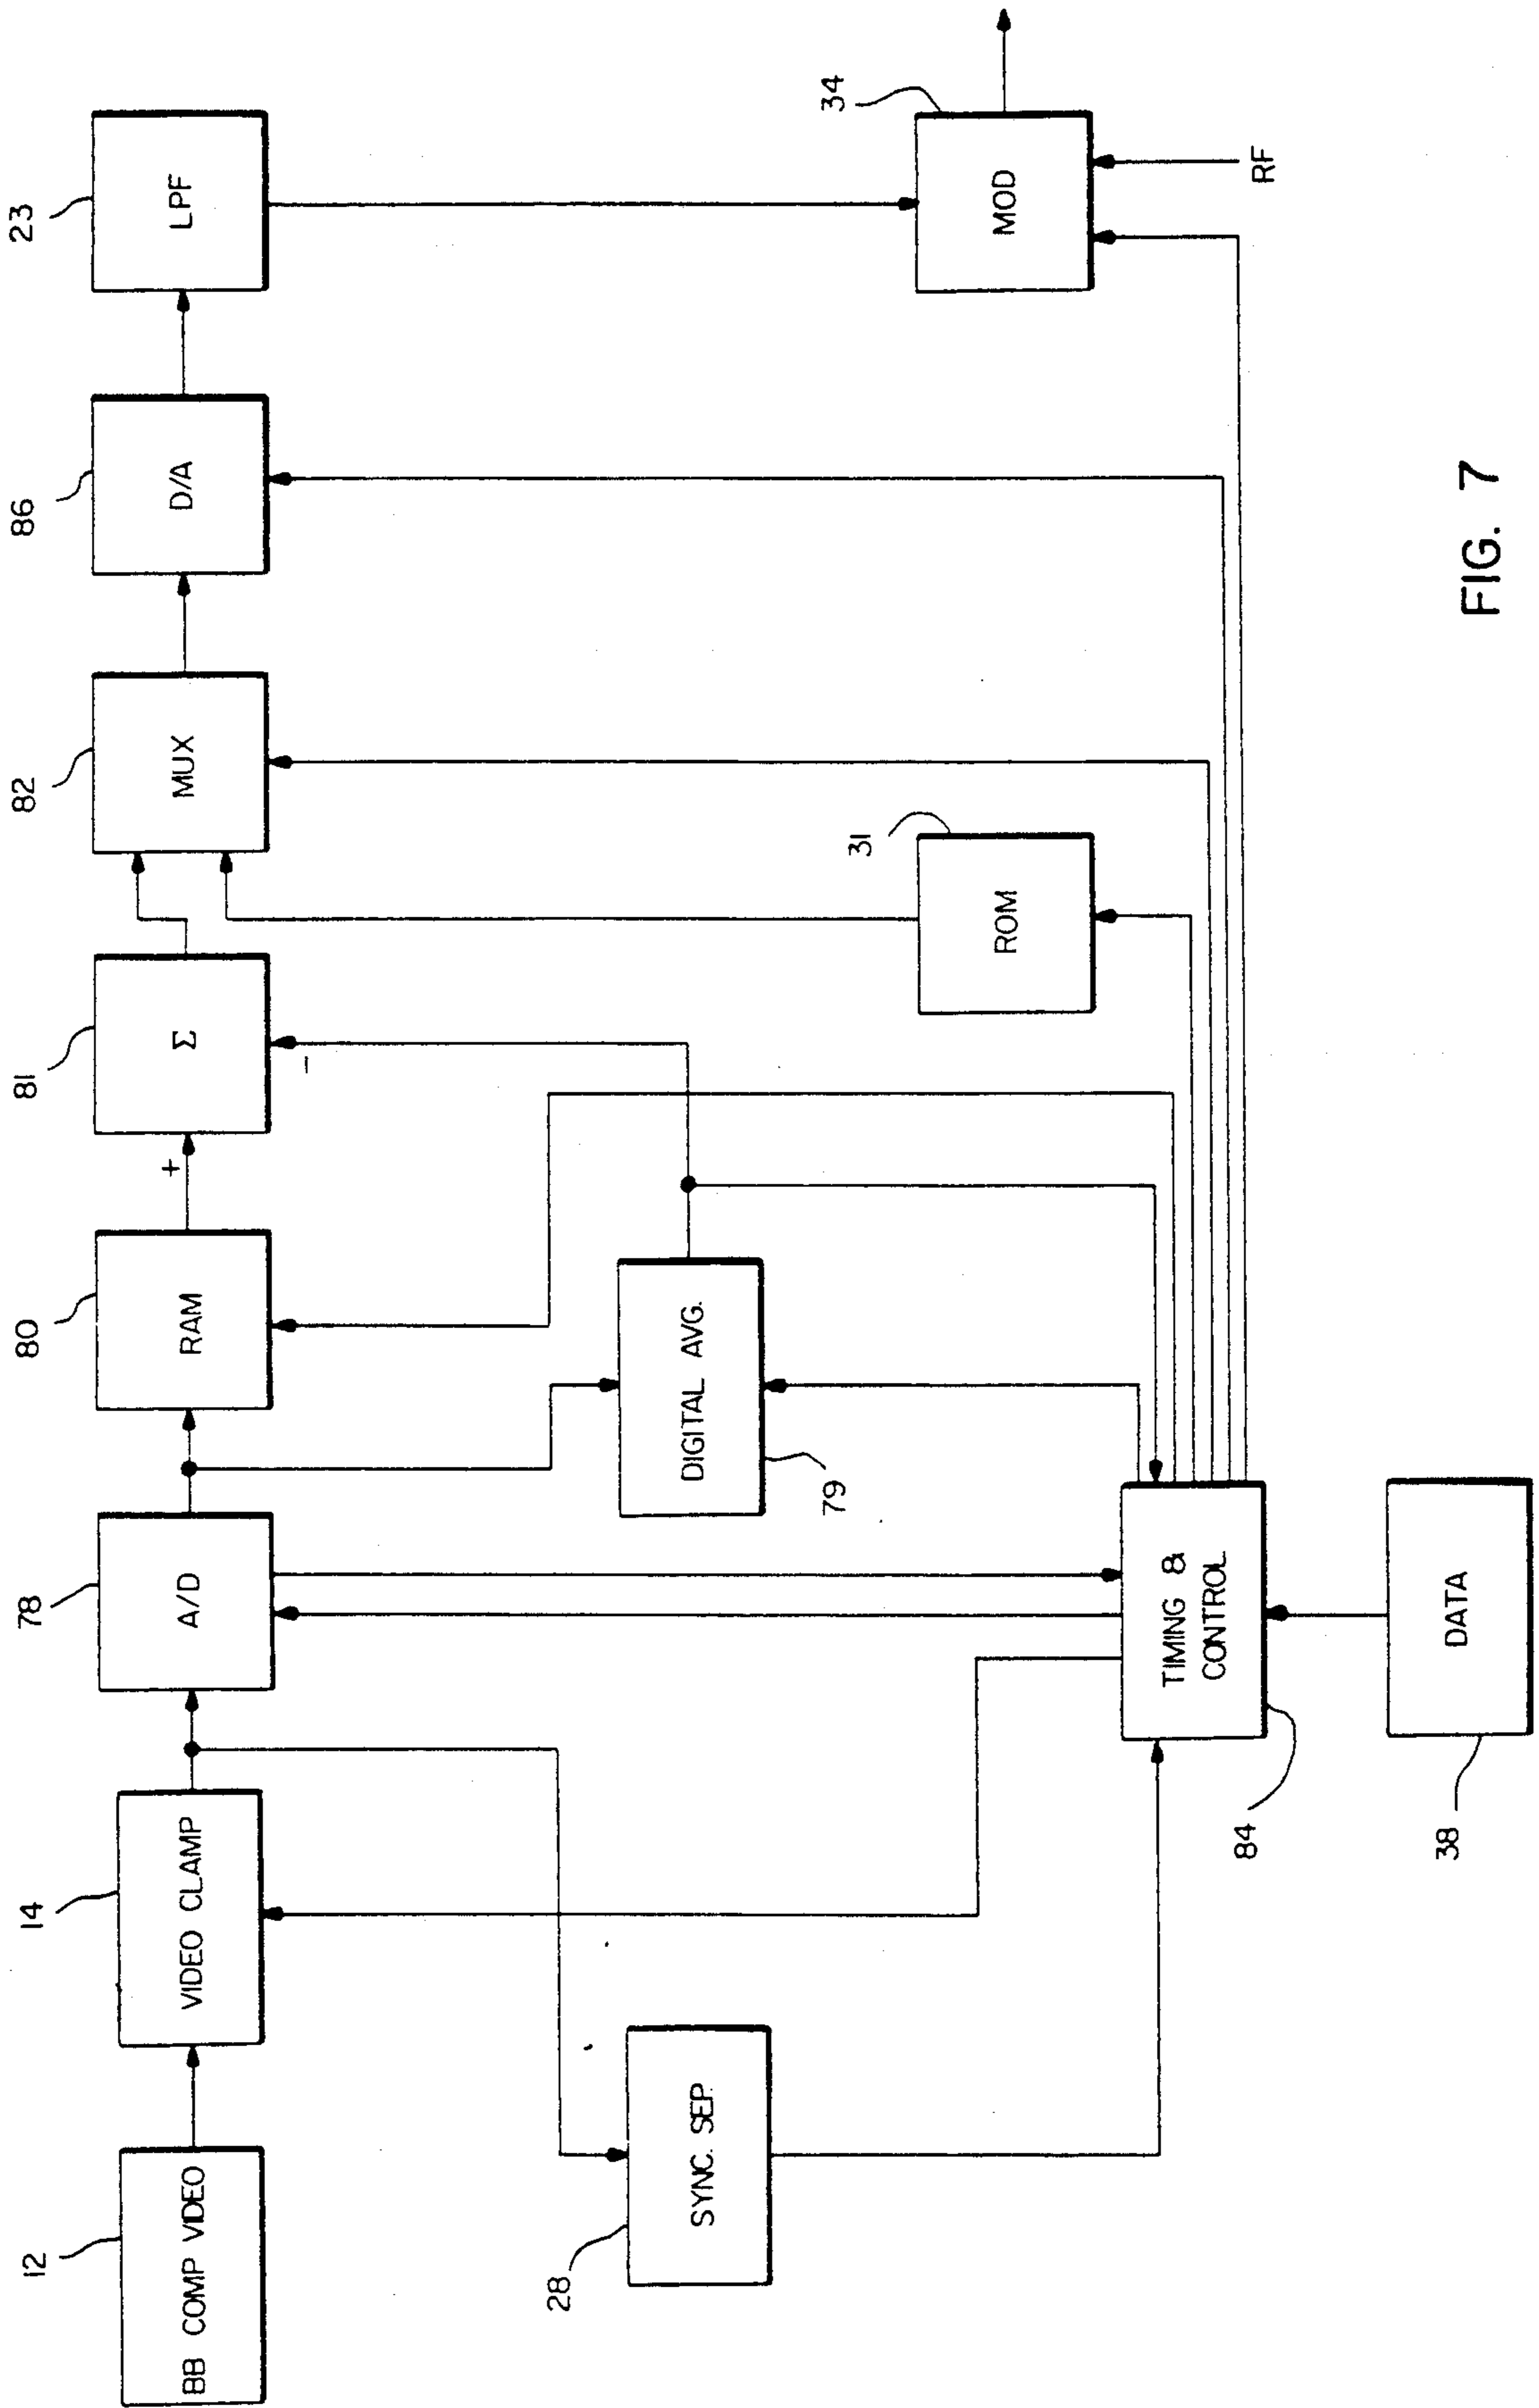 12
BB COMP VIDEO
14
VIDEO CLAMP
78
A/D
80
RAM
+
81
Σ
–
82
MUX
86
D/A
23
LPF
28
SYNC. SEP.
79
DIGITAL AVG.
31
ROM
34
MOD
RF
84
TIMING &
CONTROL
38
DATA
FIG. 7